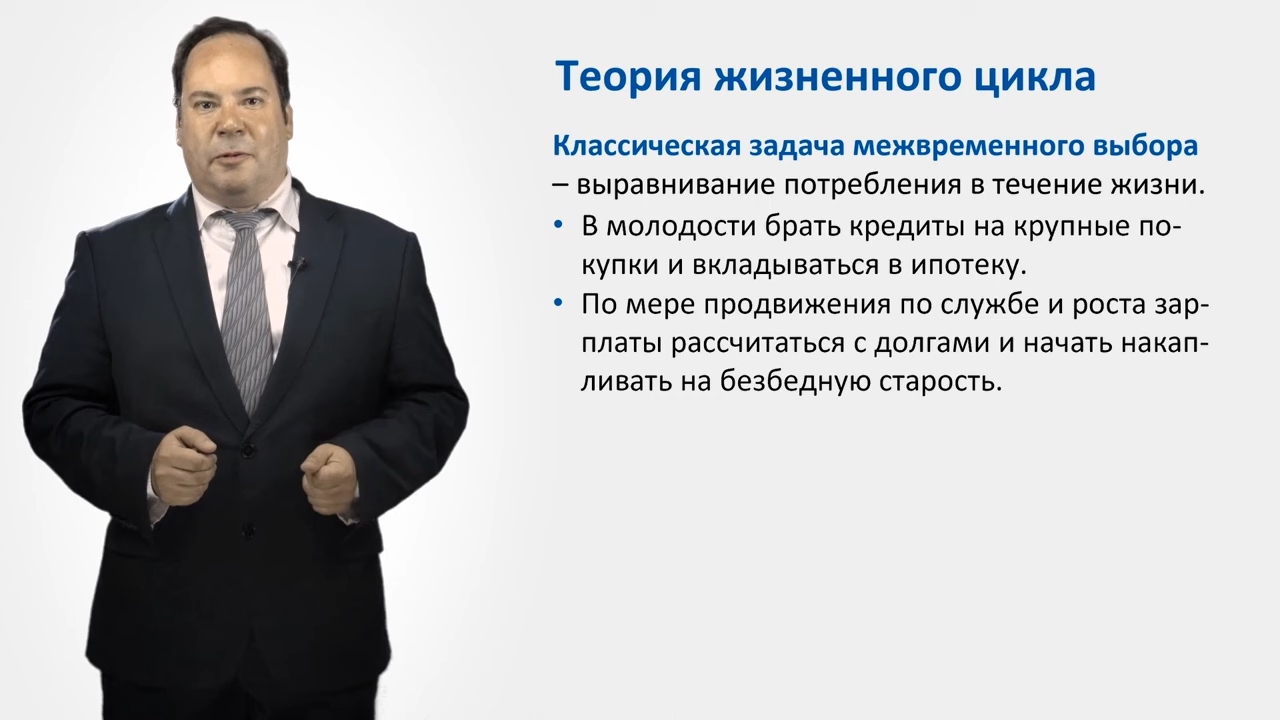 Теория жизненного цикла
Классическая задача межвременного выбора
– выравнивание потребления в течение жизни.
• В молодости брать кредиты на крупные по-
купки и вкладываться в ипотеку.
• По мере продвижения по службе и роста зар-
платы рассчитаться с долгами и начать накап-
ливать на безбедную старость.